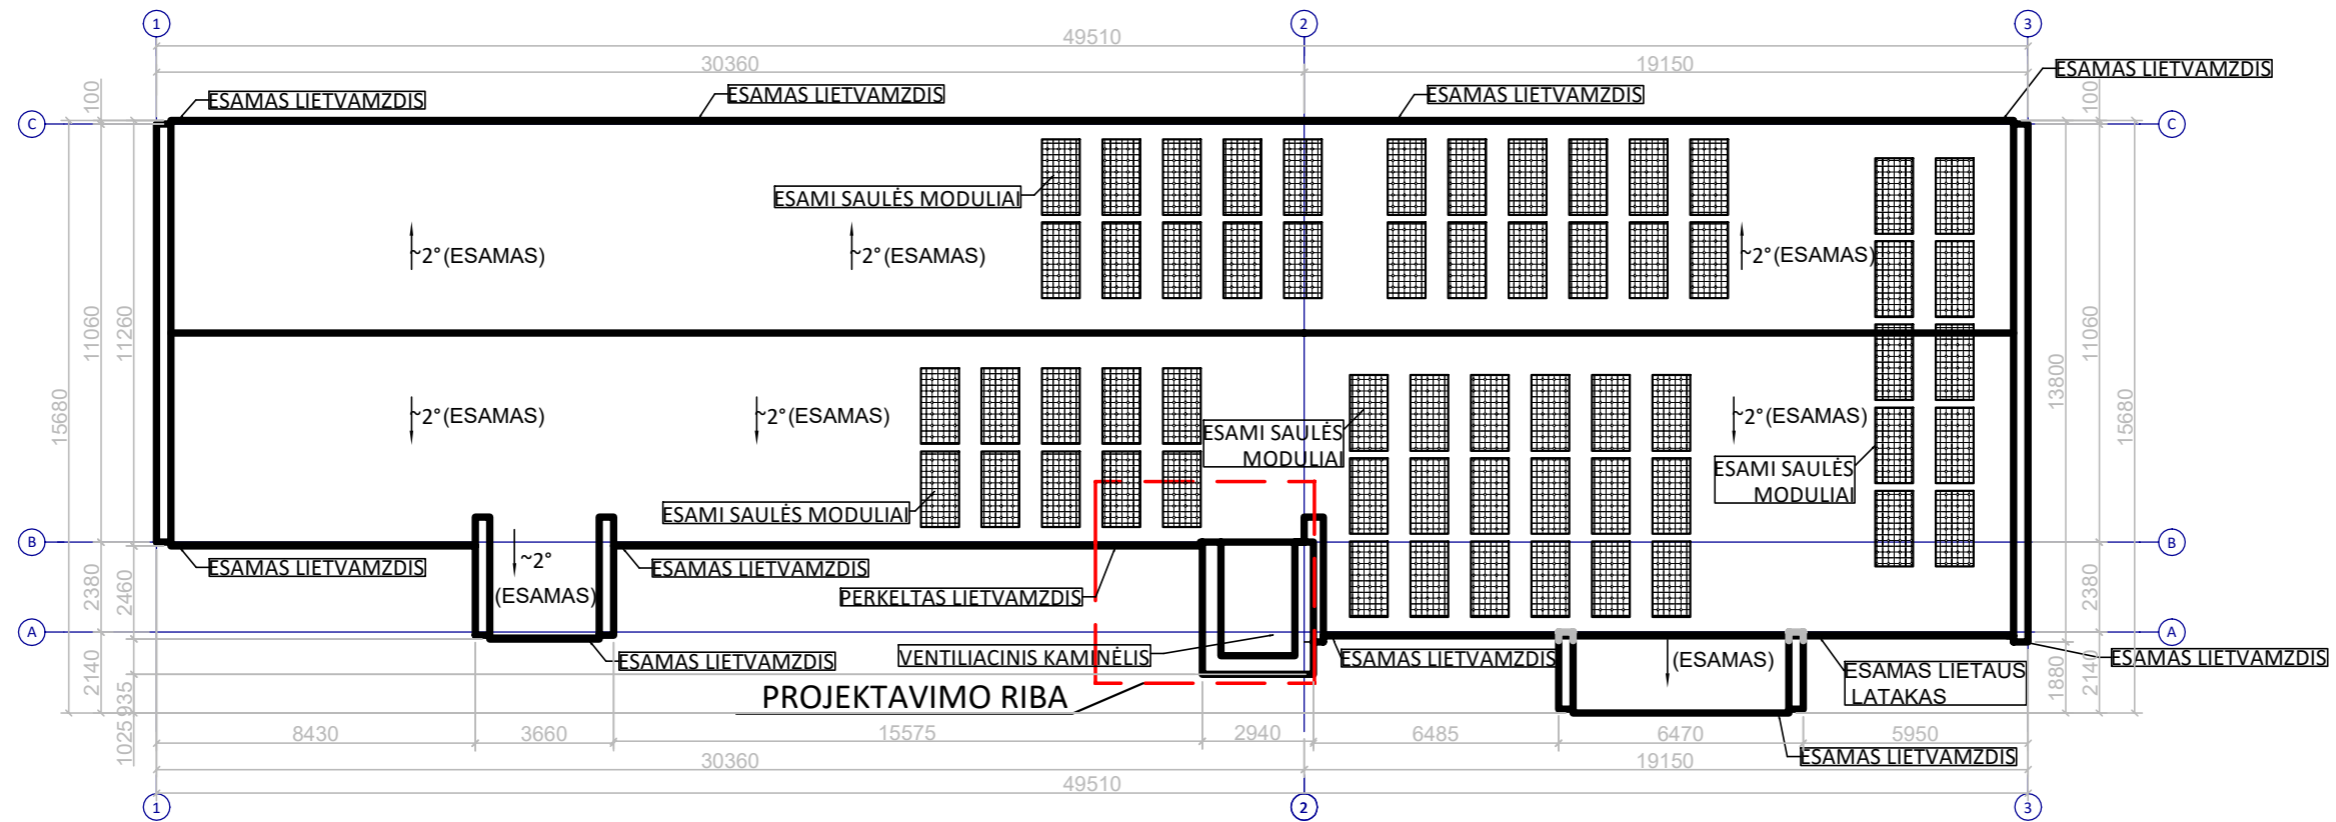 1
2
3
49510
30360
19150
ESAMAS LIETVAMZDIS
ESAMAS LIETVAMZDIS
ESAMAS LIETVAMZDIS
ESAMAS LIETVAMZDIS
100
100
C
C
ESAMI SAULĖS MODULIAI
~2°(ESAMAS)
~2°(ESAMAS)
~2°(ESAMAS)
11060
11260
15680
11060
13800
15680
~2°(ESAMAS)
~2°(ESAMAS)
~2°(ESAMAS)
ESAMI SAULĖS
MODULIAI
ESAMI SAULĖS
MODULIAI
ESAMI SAULĖS MODULIAI
B
B
ESAMAS LIETVAMZDIS
~2°
(ESAMAS)
ESAMAS LIETVAMZDIS
PERKELTAS LIETVAMZDIS
2380
2460
2380
A
A
ESAMAS LIETVAMZDIS
VENTILIACINIS KAMINĖLIS
ESAMAS LIETVAMZDIS
(ESAMAS)
ESAMAS LIETAUS
LATAKAS
ESAMAS LIETVAMZDIS
2140
935
1025
1880
2140
PROJEKTAVIMO RIBA
8430
3660
15575
2940
6485
6470
5950
ESAMAS LIETVAMZDIS
30360
19150
49510
1
2
3